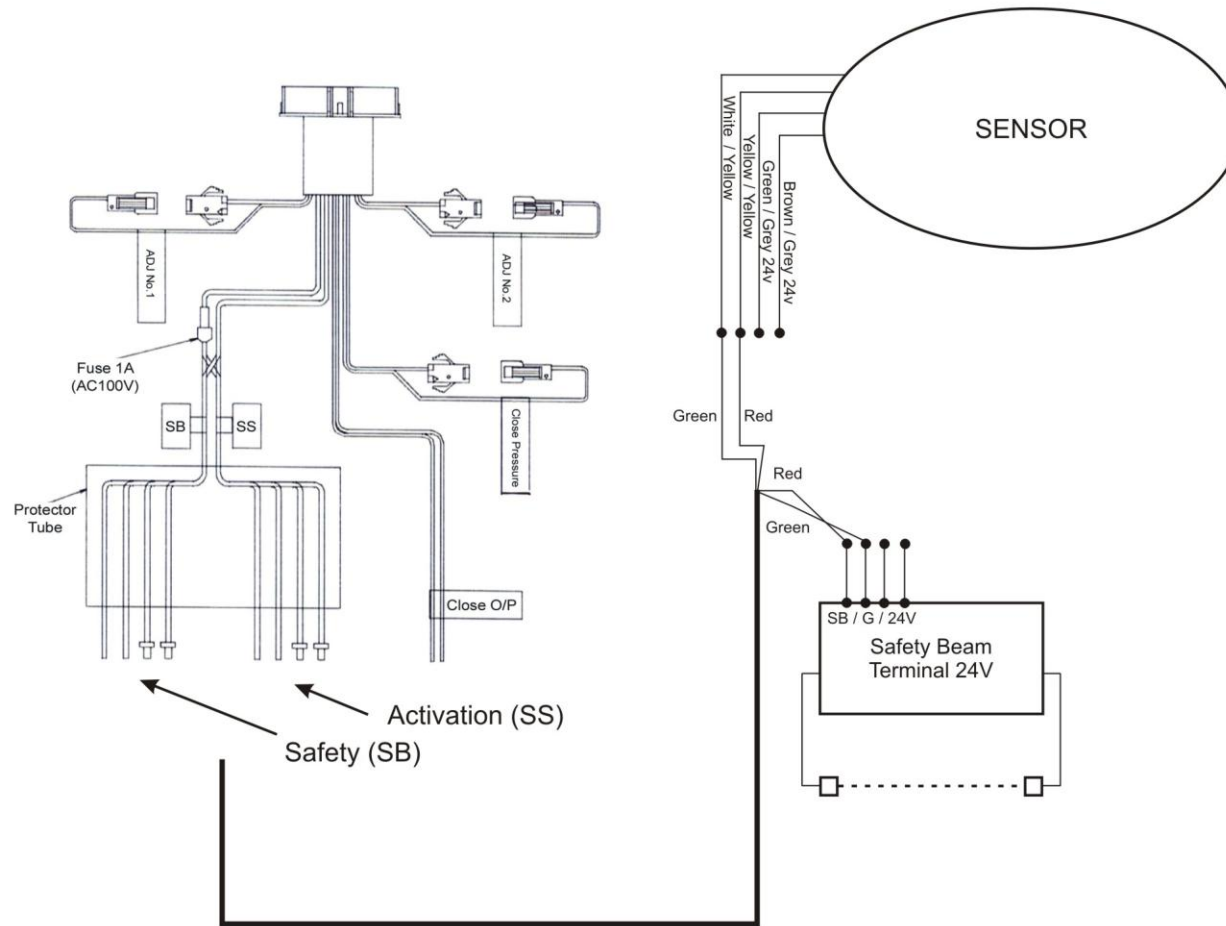 SENSOR
White / Yellow
Yellow / Yellow
Green / Grey 24v
Brown / Grey 24v
ADJ No.1
ADJ No.2
Fuse 1A
(AC100V)
SB
SS
Close Pressure
Green
Red
Protector
Tube
Red
Green
Close O/P
SB / G / 24V
Safety Beam
Terminal 24V
Activation (SS)
Safety (SB)